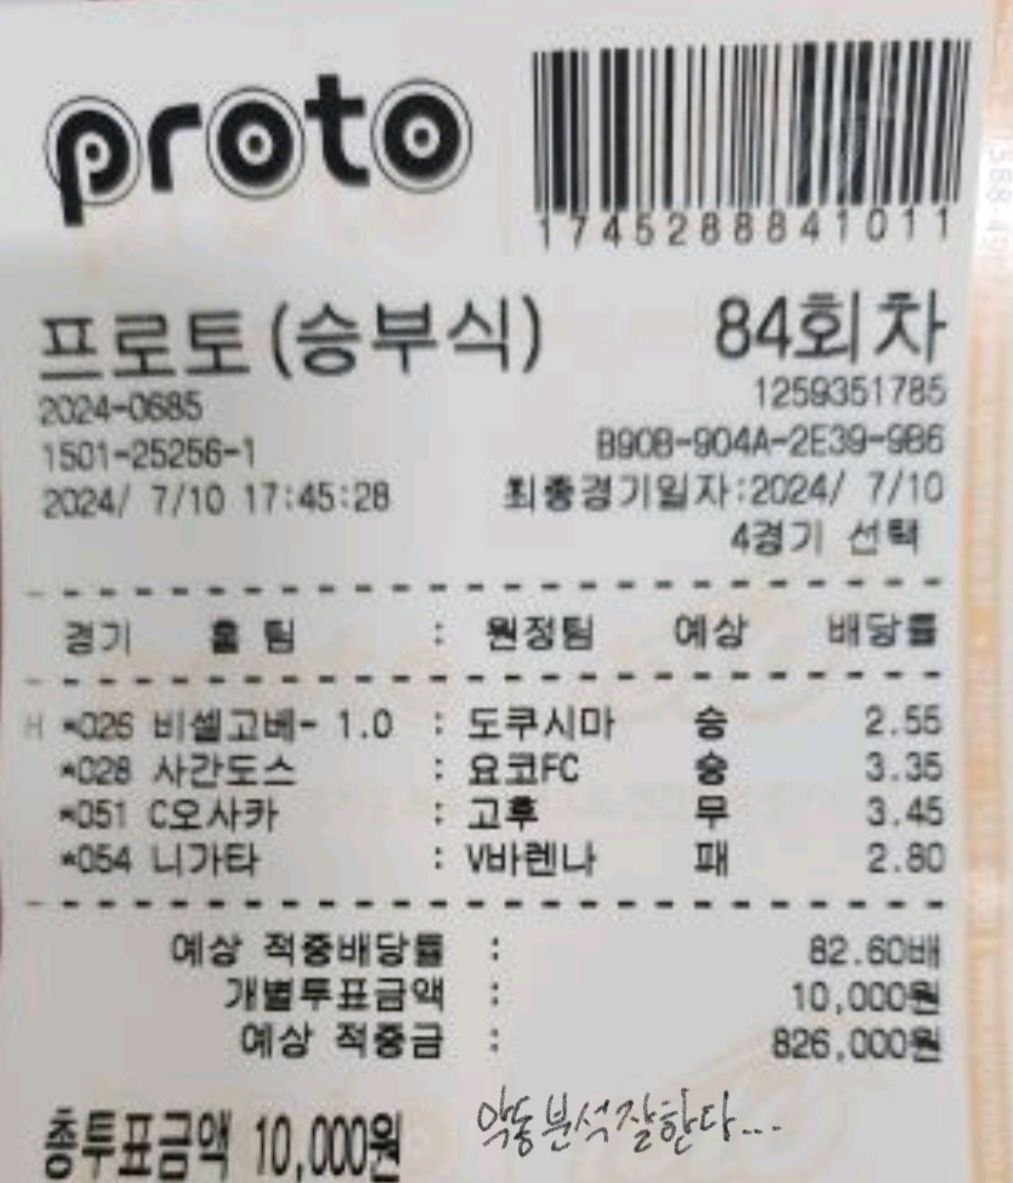 proto
1745288841011
프로토(승부식) 84회차
2024-0685 1259351785
1501-25256-1 B90B-904A-2E39-9B6
2024/ 7/10 17:45:28 최종경기일자:2024/ 7/10
4경기 선택
경기 홈 팀 : 원정팀 예상 배당률
H *026 비셀고베- 1.0 : 도쿠시마 승 2.55
*028 사간도스 : 요코FC 승 3.35
*051 C오사카 : 고후 무 3.45
*054 니가타 : V바렌나 패 2.80
예상 적중배당률 : 82.60배
개별투표금액 : 10,000원
예상 적중금 : 826,000원
총투표금액 10,000원
악동분석잘한다...